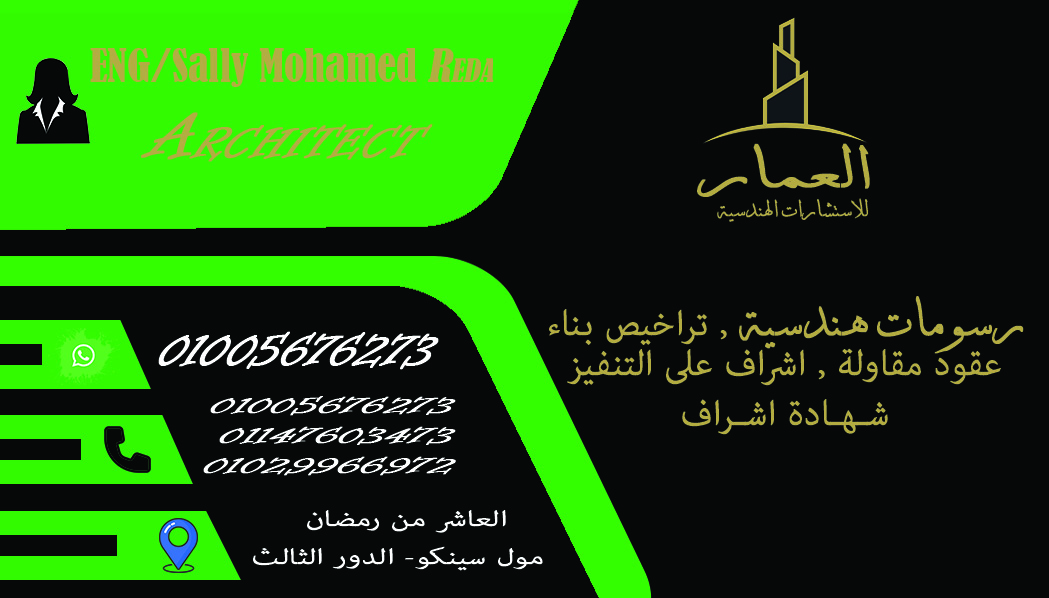 ENG/Sally Mohamed REDA
ARCHITECT
العمار
للاستشارات الهندسية
رسومات هندسية , تراخيص بناء
عقود مقاولة , اشراف على التنفيز
شهادة اشراف
01005676273
01005676273
01147603473
01029966972
العاشر من رمضان
مول سينكو- الدور الثالث